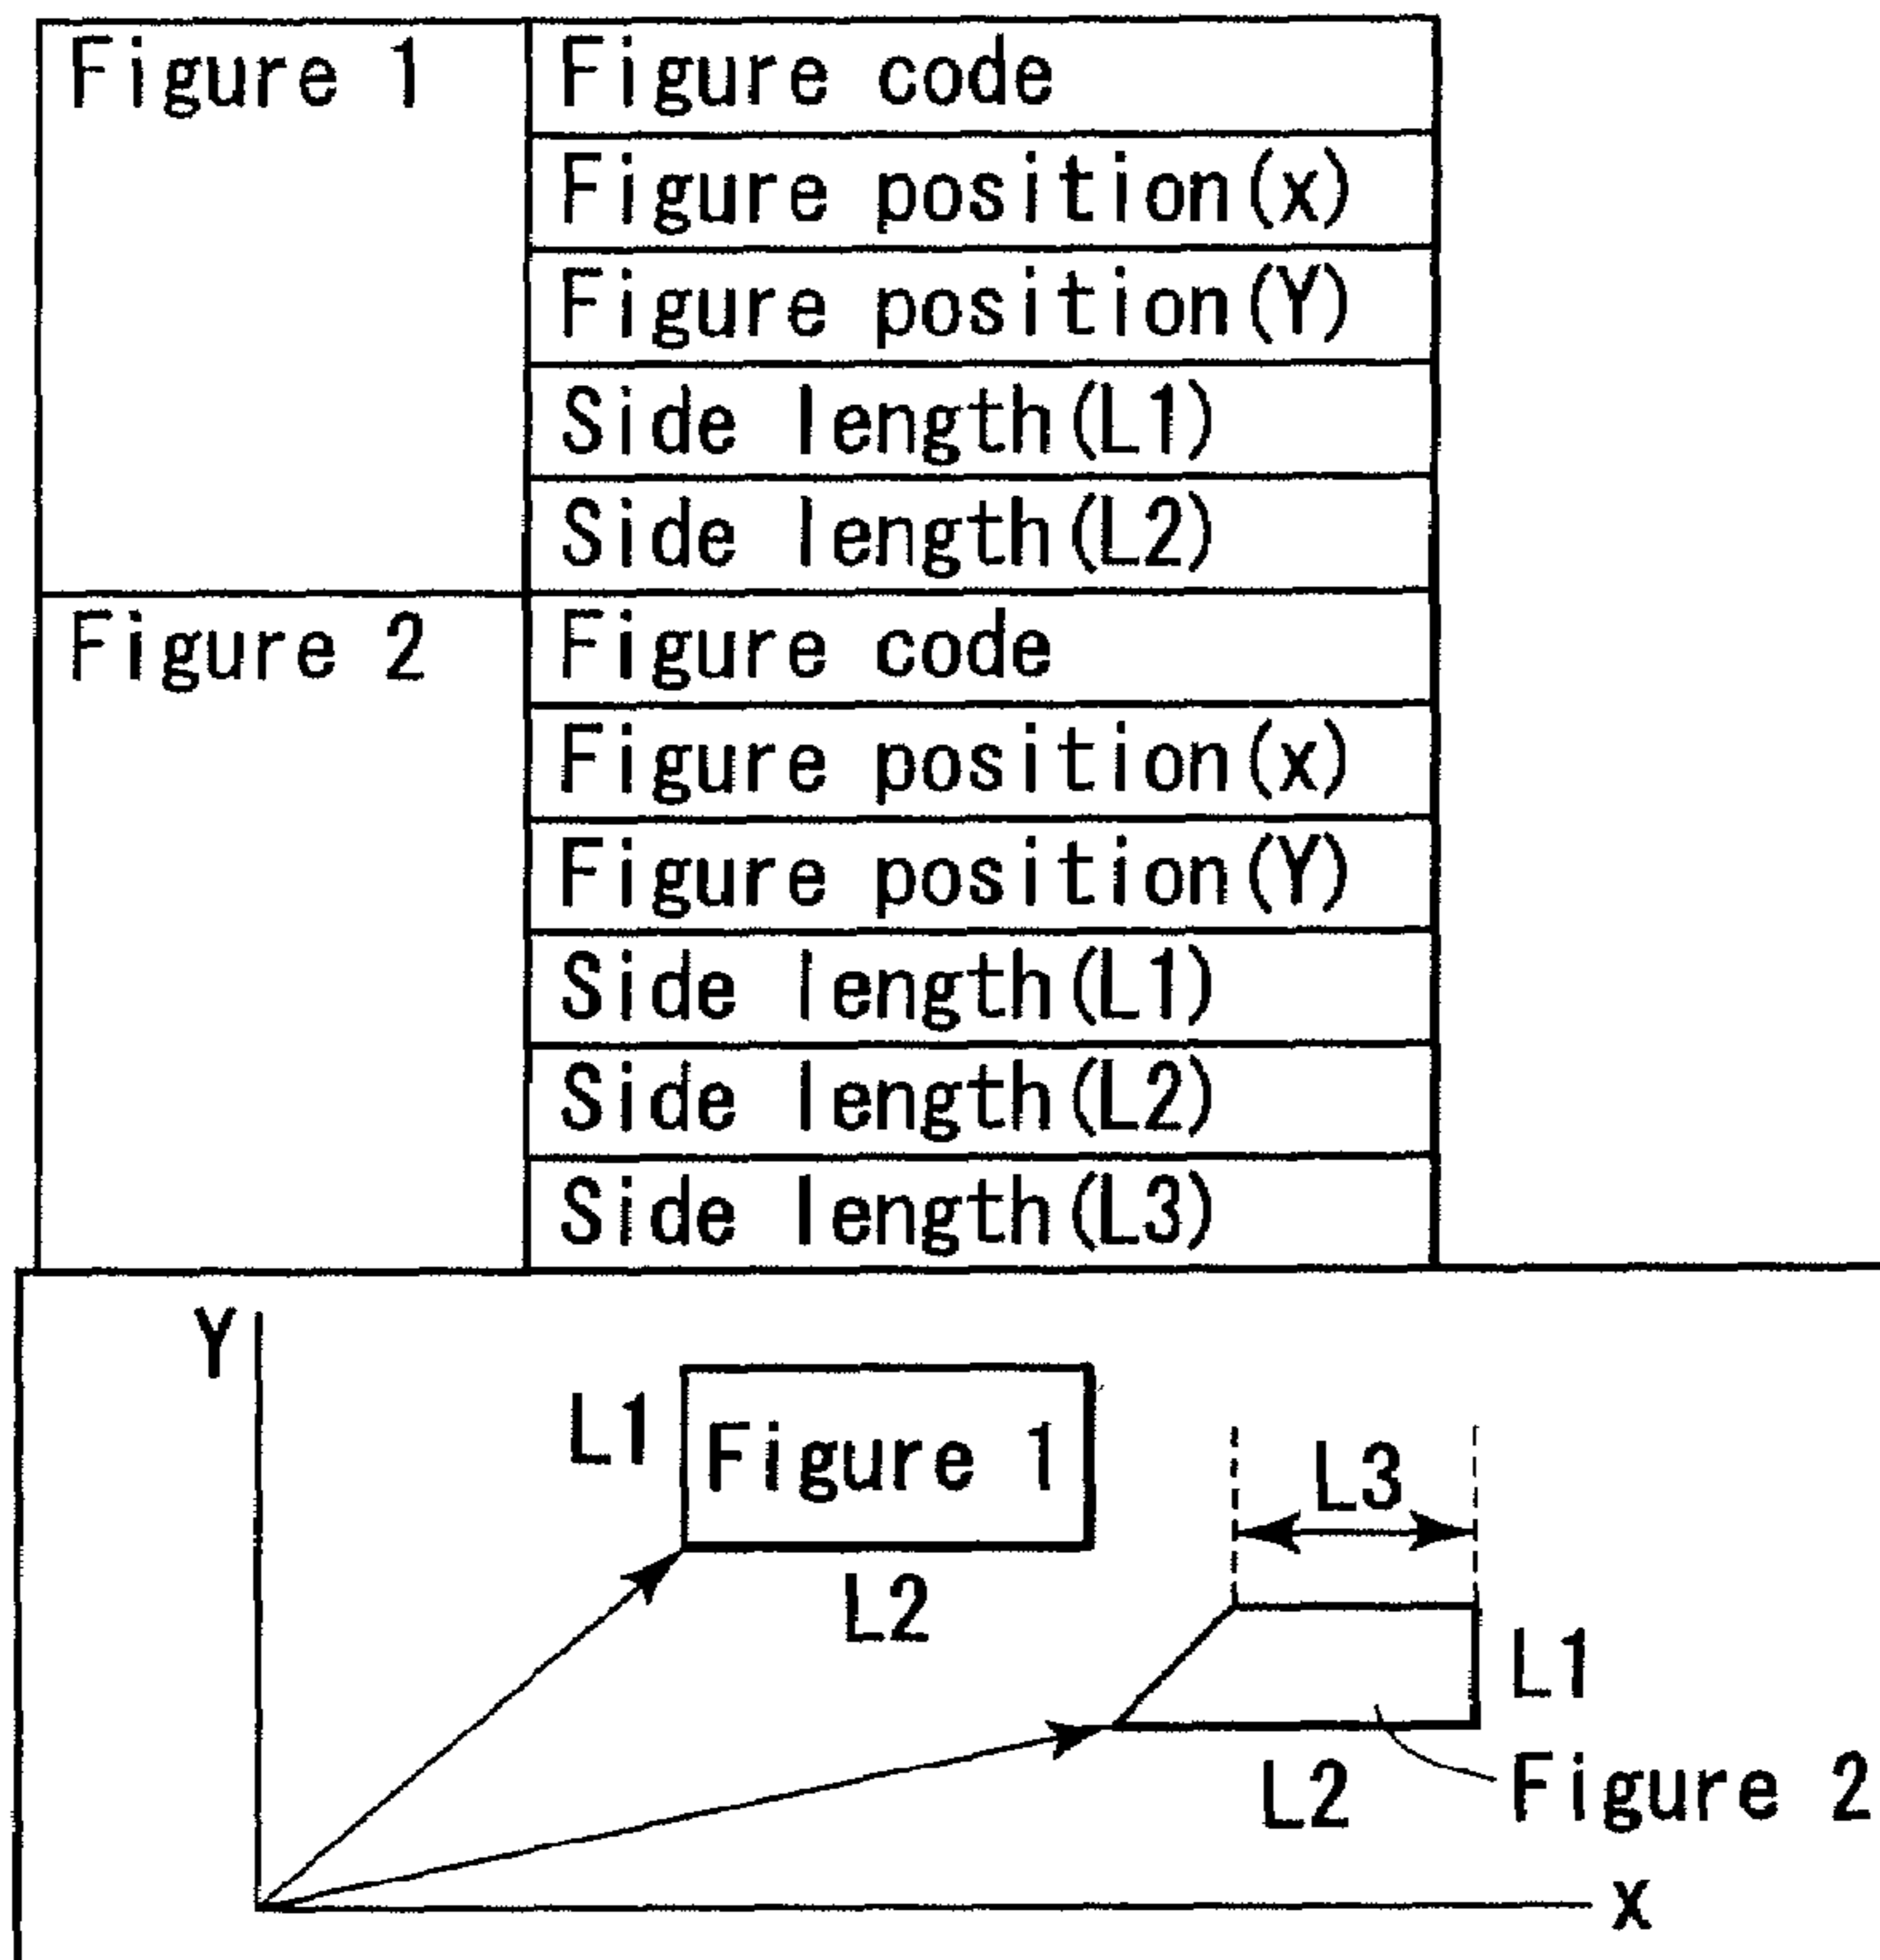 Figure 1 Figure code
Figure position(x)
Figure position(Y)
Side length(L1)
Side length(L2)
Figure 2 Figure code
Figure position(x)
Figure position(Y)
Side length(L1)
Side length(L2)
Side length(L3)
Y
L1 Figure 1
L3
L2
L1
L2 Figure 2
X